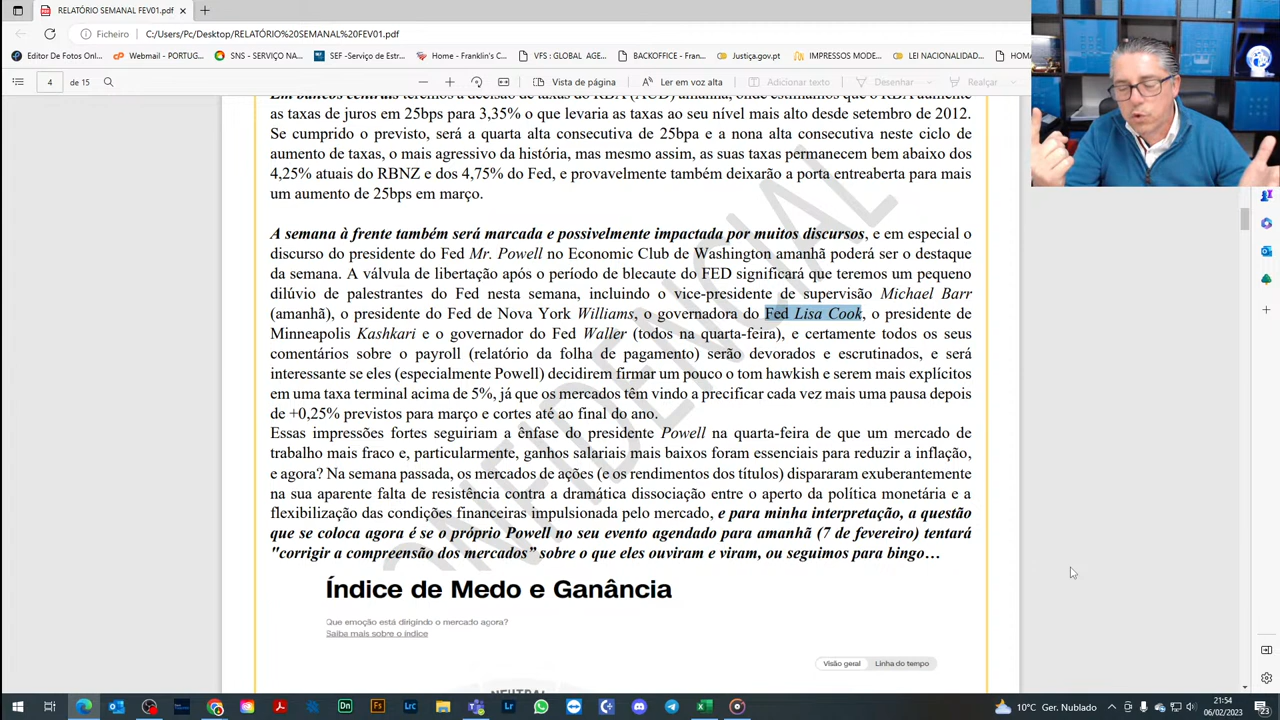 RELATÓRIO SEMANAL FEV01.pdf
Ficheiro C:/Users/Pc/Desktop/RELATÓRIO%20SEMANAL%20FEV01.pdf
Editor De Fotos Onl... Webmail - PORTUG... SNS - SERVIÇO NA... SEF -Serviço de Estr... Home - Franklin's C... VFS : GLOBAL AGE... BACKOFFICE - Fran... Justiça.gov.pt IMPRESSOS MODE... LEI NACIONALIDAD...
4 de 15 Vista de página Ler em voz alta Adicionar texto Desenhar Realçar
as taxas de juros em 25bps para 3,35% o que levaria as taxas ao seu nível mais alto desde setembro de 2012.
Se cumprido o previsto, será a quarta alta consecutiva de 25bpa e a nona alta consecutiva neste ciclo de
aumento de taxas, o mais agressivo da história, mas mesmo assim, as suas taxas permanecem bem abaixo dos
4,25% atuais do RBNZ e dos 4,75% do Fed, e provavelmente também deixarão a porta entreaberta para mais
um aumento de 25bps em março.
A semana à frente também será marcada e possivelmente impactada por muitos discursos, e em especial o
discurso do presidente do Fed Mr. Powell no Economic Club de Washington amanhã poderá ser o destaque
da semana. A válvula de libertação após o período de blecaute do FED significará que teremos um pequeno
dilúvio de palestrantes do Fed nesta semana, incluindo o vice-presidente de supervisão Michael Barr
(amanhã), o presidente do Fed de Nova York Williams, o governadora do Fed Lisa Cook, o presidente de
Minneapolis Kashkari e o governador do Fed Waller (todos na quarta-feira), e certamente todos os seus
comentários sobre o payroll (relatório da folha de pagamento) serão devorados e escrutinados, e será
interessante se eles (especialmente Powell) decidirem firmar um pouco o tom hawkish e serem mais explícitos
em uma taxa terminal acima de 5%, já que os mercados têm vindo a precificar cada vez mais uma pausa depois
de +0,25% previstos para março e cortes até ao final do ano.
Essas impressões fortes seguiriam a ênfase do presidente Powell na quarta-feira de que um mercado de
trabalho mais fraco e, particularmente, ganhos salariais mais baixos foram essenciais para reduzir a inflação,
e agora? Na semana passada, os mercados de ações (e os rendimentos dos títulos) dispararam exuberantemente
na sua aparente falta de resistência contra a dramática dissociação entre o aperto da política monetária e a
flexibilização das condições financeiras impulsionada pelo mercado, e para minha interpretação, a questão
que se coloca agora é se o próprio Powell no seu evento agendado para amanhã (7 de fevereiro) tentará
"corrigir a compreensão dos mercados” sobre o que eles ouviram e viram, ou seguimos para bingo…
Índice de Medo e Ganância
Que emoção está dirigindo o mercado agora?
Saiba mais sobre o índice
Visão geral Linha do tempo
NEUTRAL
10°C Ger. Nublado
21:54
06/02/2023